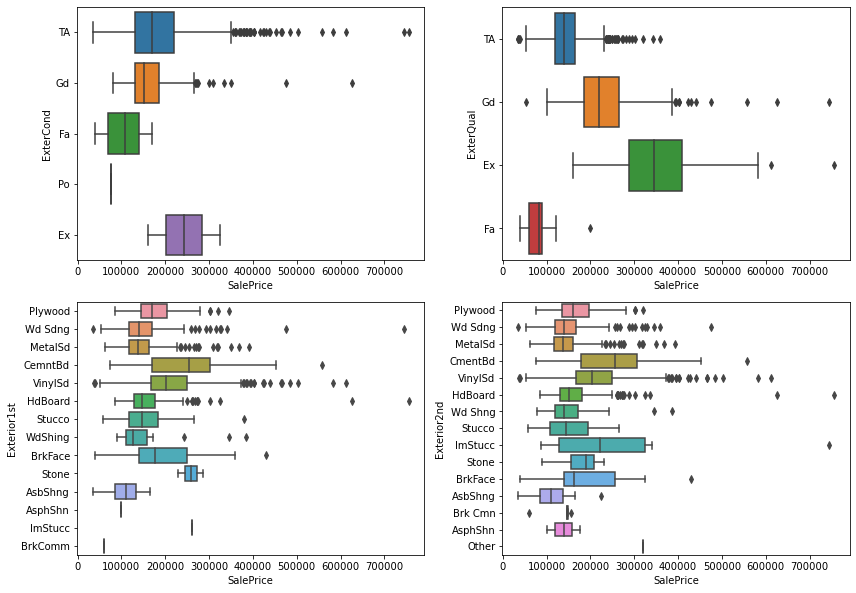 TA
Gd
Fa
Po
Ex
ExterCond
0 100000 200000 300000 400000 500000 600000 700000
SalePrice
TA
Gd
Ex
Fa
ExterQual
0 100000 200000 300000 400000 500000 600000 700000
SalePrice
Plywood
Wd Sdng
MetalSd
CemntBd
VinylSd
HdBoard
Stucco
WdShing
BrkFace
Stone
AsbShng
AsphShn
ImStucc
BrkComm
Exterior1st
0 100000 200000 300000 400000 500000 600000 700000
SalePrice
Plywood
Wd Sdng
MetalSd
CmentBd
VinylSd
HdBoard
Wd Shng
Stucco
ImStucc
Stone
BrkFace
AsbShng
Brk Cmn
AsphShn
Other
Exterior2nd
0 100000 200000 300000 400000 500000 600000 700000
SalePrice